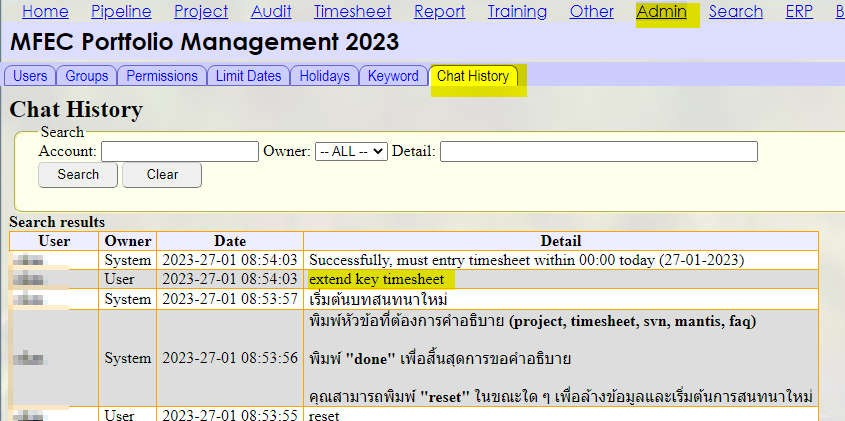 Home Pipeline Project Audit Timesheet Report Training Other Admin Search ERP B
MFEC Portfolio Management 2023
Users Groups Permissions Limit Dates Holidays Keyword Chat History
Chat History
Search
Account: Owner: -- ALL -- Detail:
Search Clear
Search results
User Owner Date Detail
System 2023-27-01 08:54:03 Successfully, must entry timesheet within 00:00 today (27-01-2023)
User 2023-27-01 08:54:03 extend key timesheet
System 2023-27-01 08:53:57 เริ่มต้นบทสนทนาใหม่
พิมพ์หัวข้อที่ต้องการคำอธิบาย (project, timesheet, svn, mantis, faq)
System 2023-27-01 08:53:56 พิมพ์ "done" เพื่อสิ้นสุดการขอคำอธิบาย
คุณสามารถพิมพ์ "reset" ในขณะใด ๆ เพื่อล้างข้อมูลและเริ่มต้นการสนทนาใหม่
User 2023-27-01 08:53:55 reset